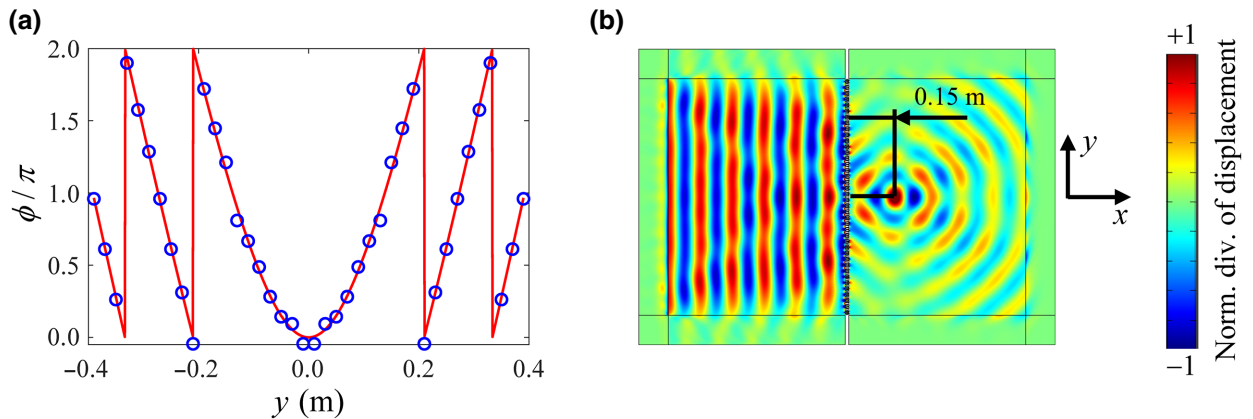 (a)
2.0
1.5
1.0
0.5
0.0
ϕ / π
−0.4
−0.2
0.0
0.2
0.4
y (m)
(b)
0.15 m
y
x
+1
−1
Norm. div. of displacement